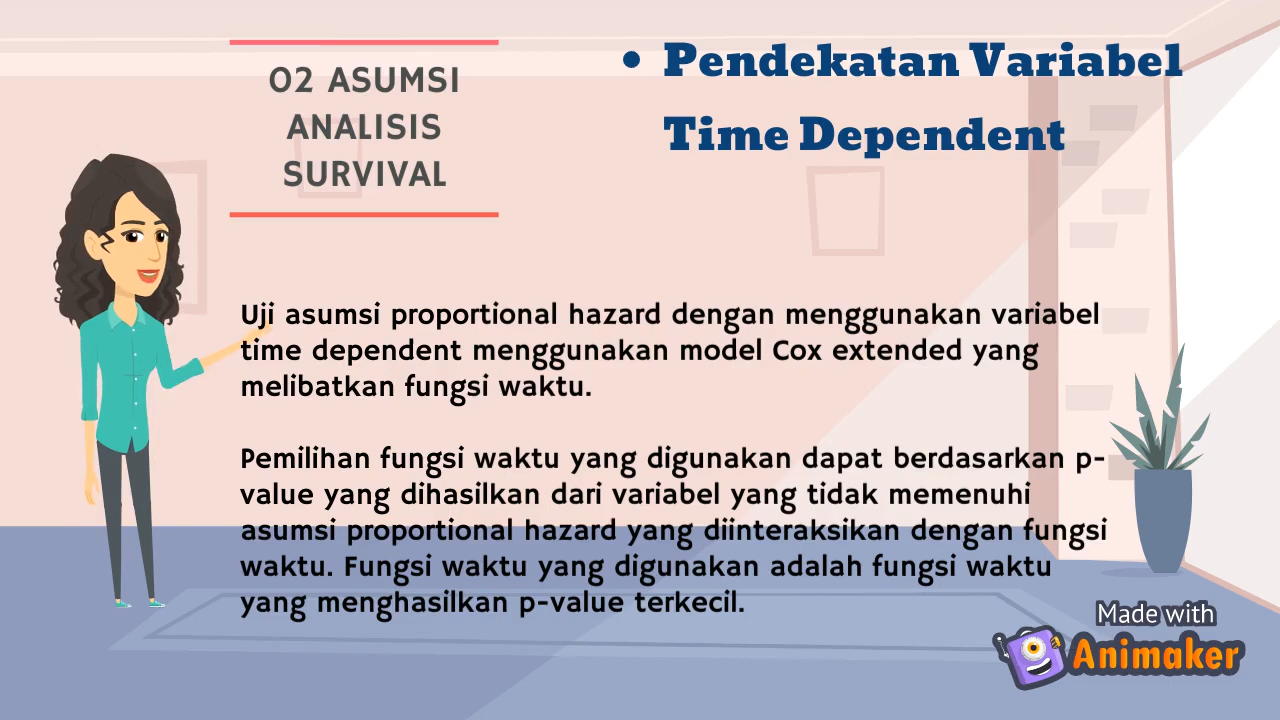 02 ASUMSI
ANALISIS
SURVIVAL
• Pendekatan Variabel
Time Dependent
Uji asumsi proportional hazard dengan menggunakan variabel
time dependent menggunakan model Cox extended yang
melibatkan fungsi waktu.
Pemilihan fungsi waktu yang digunakan dapat berdasarkan p-
value yang dihasilkan dari variabel yang tidak memenuhi
asumsi proportional hazard yang diinteraksikan dengan fungsi
waktu. Fungsi waktu yang digunakan adalah fungsi waktu
yang menghasilkan p-value terkecil.
Made with
Animaker